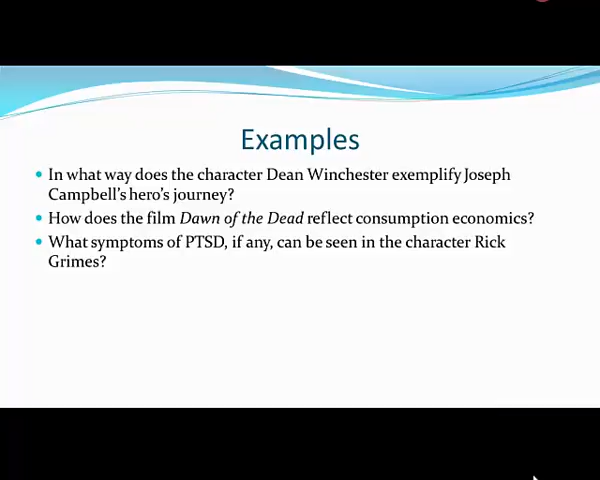 Examples
In what way does the character Dean Winchester exemplify Joseph
Campbell's hero's journey?
How does the film Dawn of the Dead reflect consumption economics?
What symptoms of PTSD, if any, can be seen in the character Rick
Grimes?